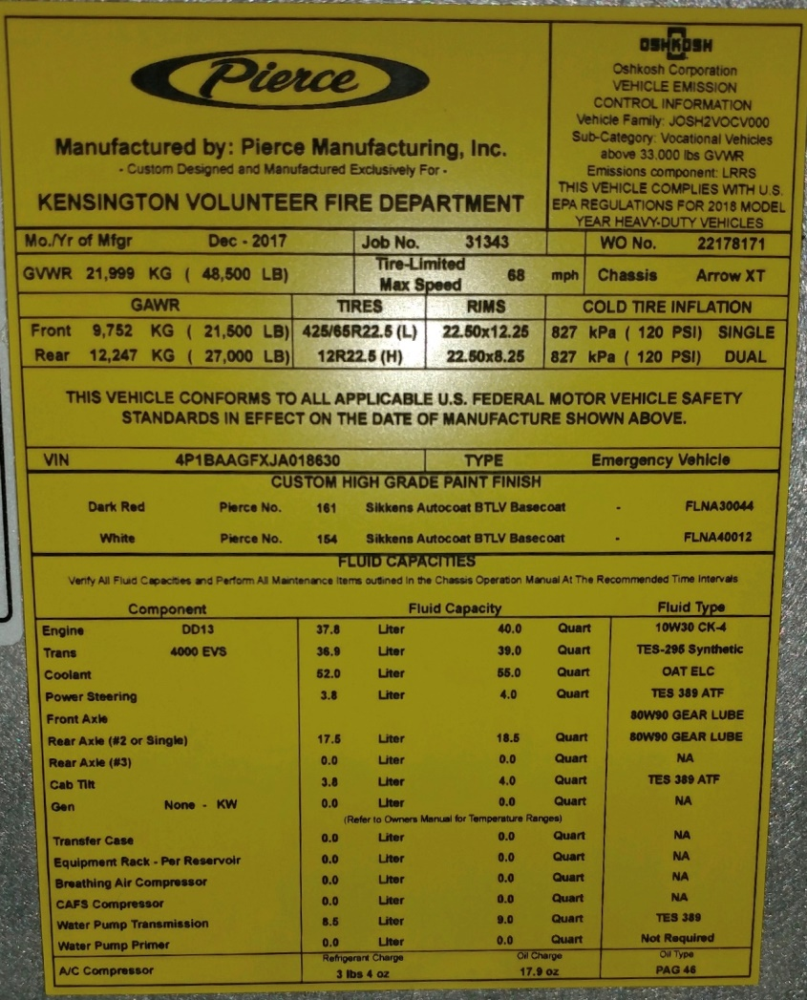 Pierce
Manufactured by: Pierce Manufacturing, Inc.
- Custom Designed and Manufactured Exclusively For -
KENSINGTON VOLUNTEER FIRE DEPARTMENT
OSHKOSH
Oshkosh Corporation
VEHICLE EMISSION
CONTROL INFORMATION
Vehicle Family: JOSH2VOCV000
Sub-Category: Vocational Vehicles
above 33.000 lbs GVWR
Emissions component: LRRS
THIS VEHICLE COMPLIES WITH U.S.
EPA REGULATIONS FOR 2018 MODEL
YEAR HEAVY-DUTY VEHICLES
Mo./Yr of Mfgr Dec - 2017 Job No. 31343 WO No. 22178171
GVWR 21,999 KG ( 48,500 LB) Tire-Limited Max Speed 68 mph Chassis Arrow XT
GAWR TIRES RIMS COLD TIRE INFLATION
Front 9,752 KG ( 21,500 LB) 425/65R22.5 (L) 22.50x12.25 827 kPa ( 120 PSI) SINGLE
Rear 12,247 KG ( 27,000 LB) 12R22.5 (H) 22.50x8.25 827 kPa ( 120 PSI) DUAL
THIS VEHICLE CONFORMS TO ALL APPLICABLE U.S. FEDERAL MOTOR VEHICLE SAFETY
STANDARDS IN EFFECT ON THE DATE OF MANUFACTURE SHOWN ABOVE.
VIN 4P1BAAGFXJA018630 TYPE Emergency Vehicle
CUSTOM HIGH GRADE PAINT FINISH
Dark Red Pierce No. 161 Sikkens Autocoat BTLV Basecoat - FLNA30044
White Pierce No. 154 Sikkens Autocoat BTLV Basecoat - FLNA40012
FLUID CAPACITIES
Verify All Fluid Capacities and Perform All Maintenance Items outlined In the Chassis Operation Manual At The Recommended Time Intervals
Component Fluid Capacity Fluid Type
Engine DD13 37.8 Liter 40.0 Quart 10W30 CK-4
Trans 4000 EVS 36.9 Liter 39.0 Quart TES-295 Synthetic
Coolant 52.0 Liter 55.0 Quart OAT ELC
Power Steering 3.8 Liter 4.0 Quart TES 389 ATF
Front Axle 80W90 GEAR LUBE
Rear Axle (#2 or Single) 17.5 Liter 18.5 Quart 80W90 GEAR LUBE
Rear Axle (#3) 0.0 Liter 0.0 Quart NA
Cab Tilt 3.8 Liter 4.0 Quart TES 389 ATF
Gen None - KW 0.0 Liter 0.0 Quart NA
(Refer to Owners Manual for Temperature Ranges)
Transfer Case 0.0 Liter 0.0 Quart NA
Equipment Rack - Per Reservoir 0.0 Liter 0.0 Quart NA
Breathing Air Compressor 0.0 Liter 0.0 Quart NA
CAFS Compressor 0.0 Liter 0.0 Quart NA
Water Pump Transmission 8.5 Liter 9.0 Quart TES 389
Water Pump Primer 0.0 Liter 0.0 Quart Not Required
Refrigerant Charge Oil Charge Oil Type
A/C Compressor 3 lbs 4 oz 17.9 oz PAG 46